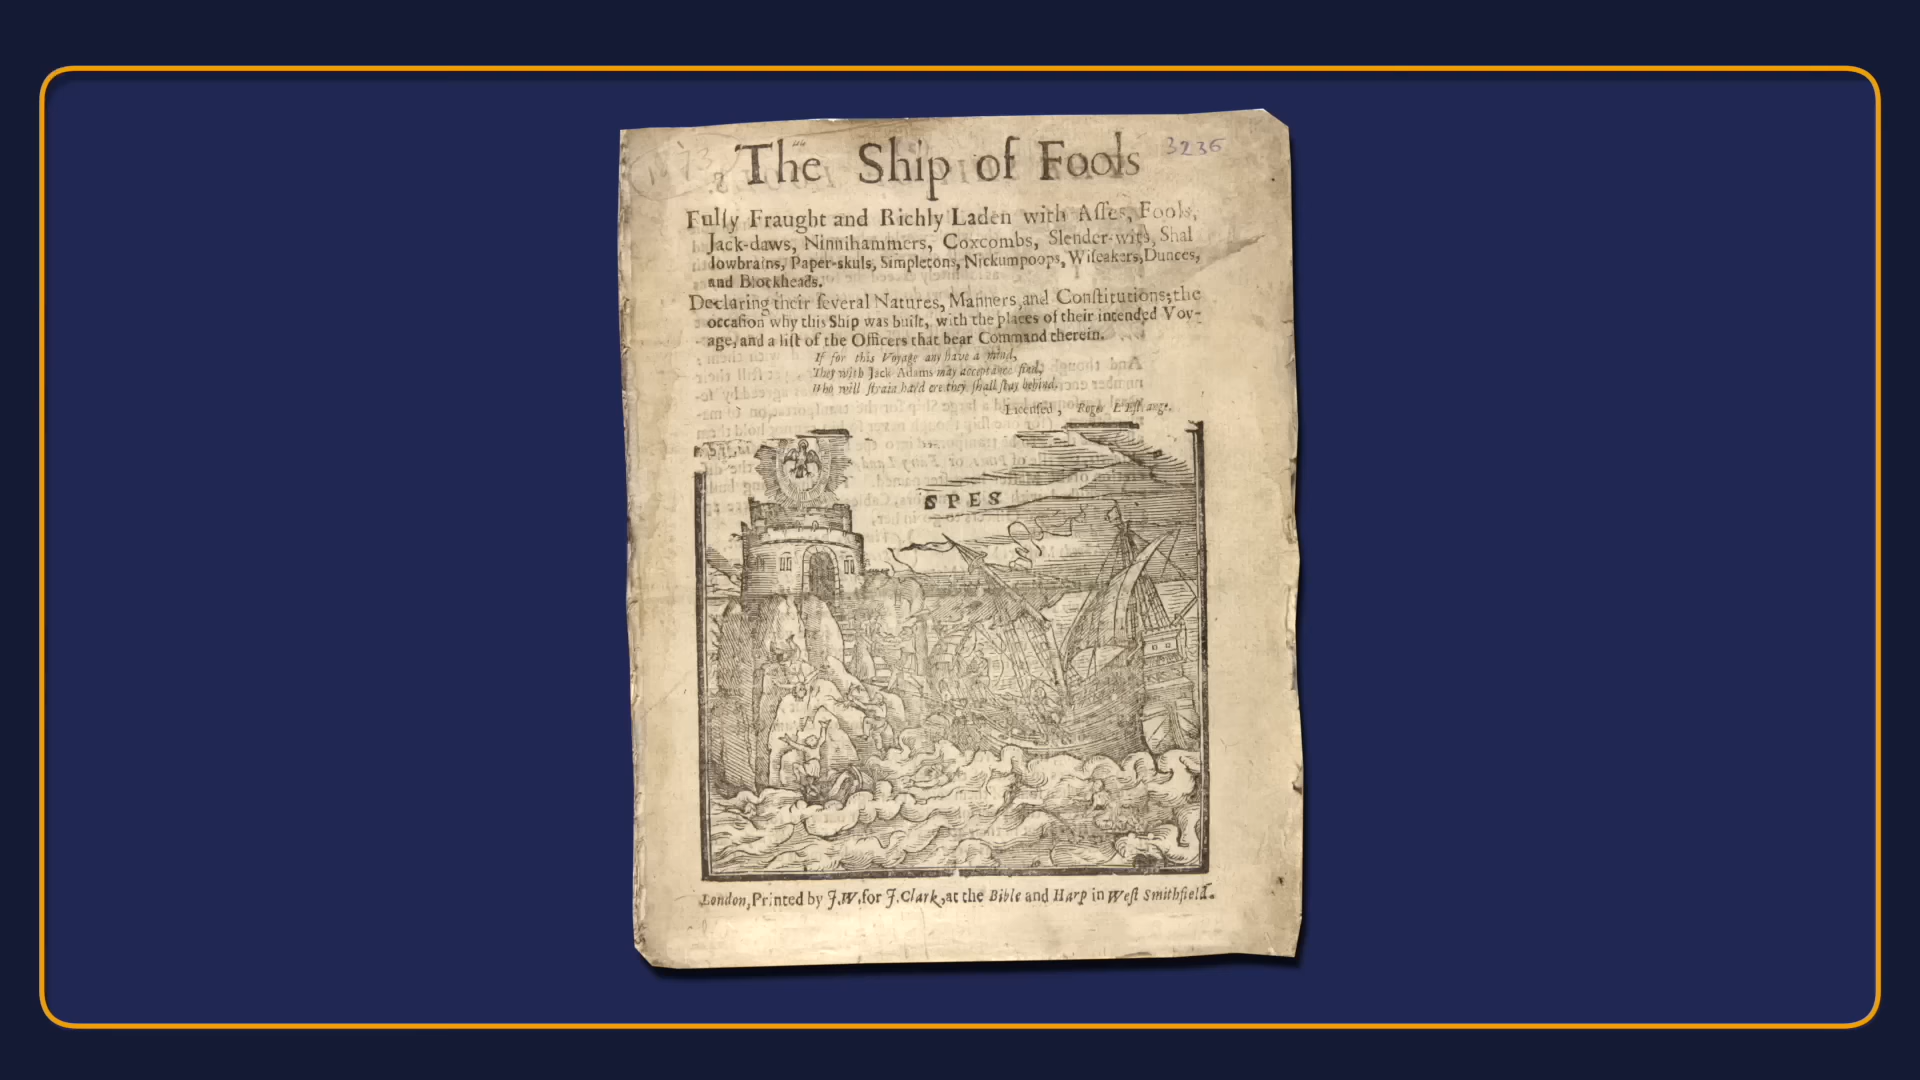 The Ship of Fools
3236
Fully Fraught and Richly Laden with Aſſes, Fools,
Jack-daws, Ninnihammers, Coxcombs, Slender-wits, Shal
lowbrains, Paper-skuls, Simpletons, Nickumpoops, Wiſeakers, Dunces,
and Blockheads.
Declaring their ſeveral Natures, Manners, and Conſtitutions; the
occaſion why this Ship was built, with the places of their intended Voy-
age, and a liſt of the Officers that bear Command therein.
If for this Voyage any have a mind,
They with Jack Adams may acceptance find,
Who will ſtrain hard ere they ſhall ſtay behind.
Licenſed, Roger L'Eſtrange.
SPES
London, Printed by J.W. for J. Clark, at the Bible and Harp in Weſt Smithfield.